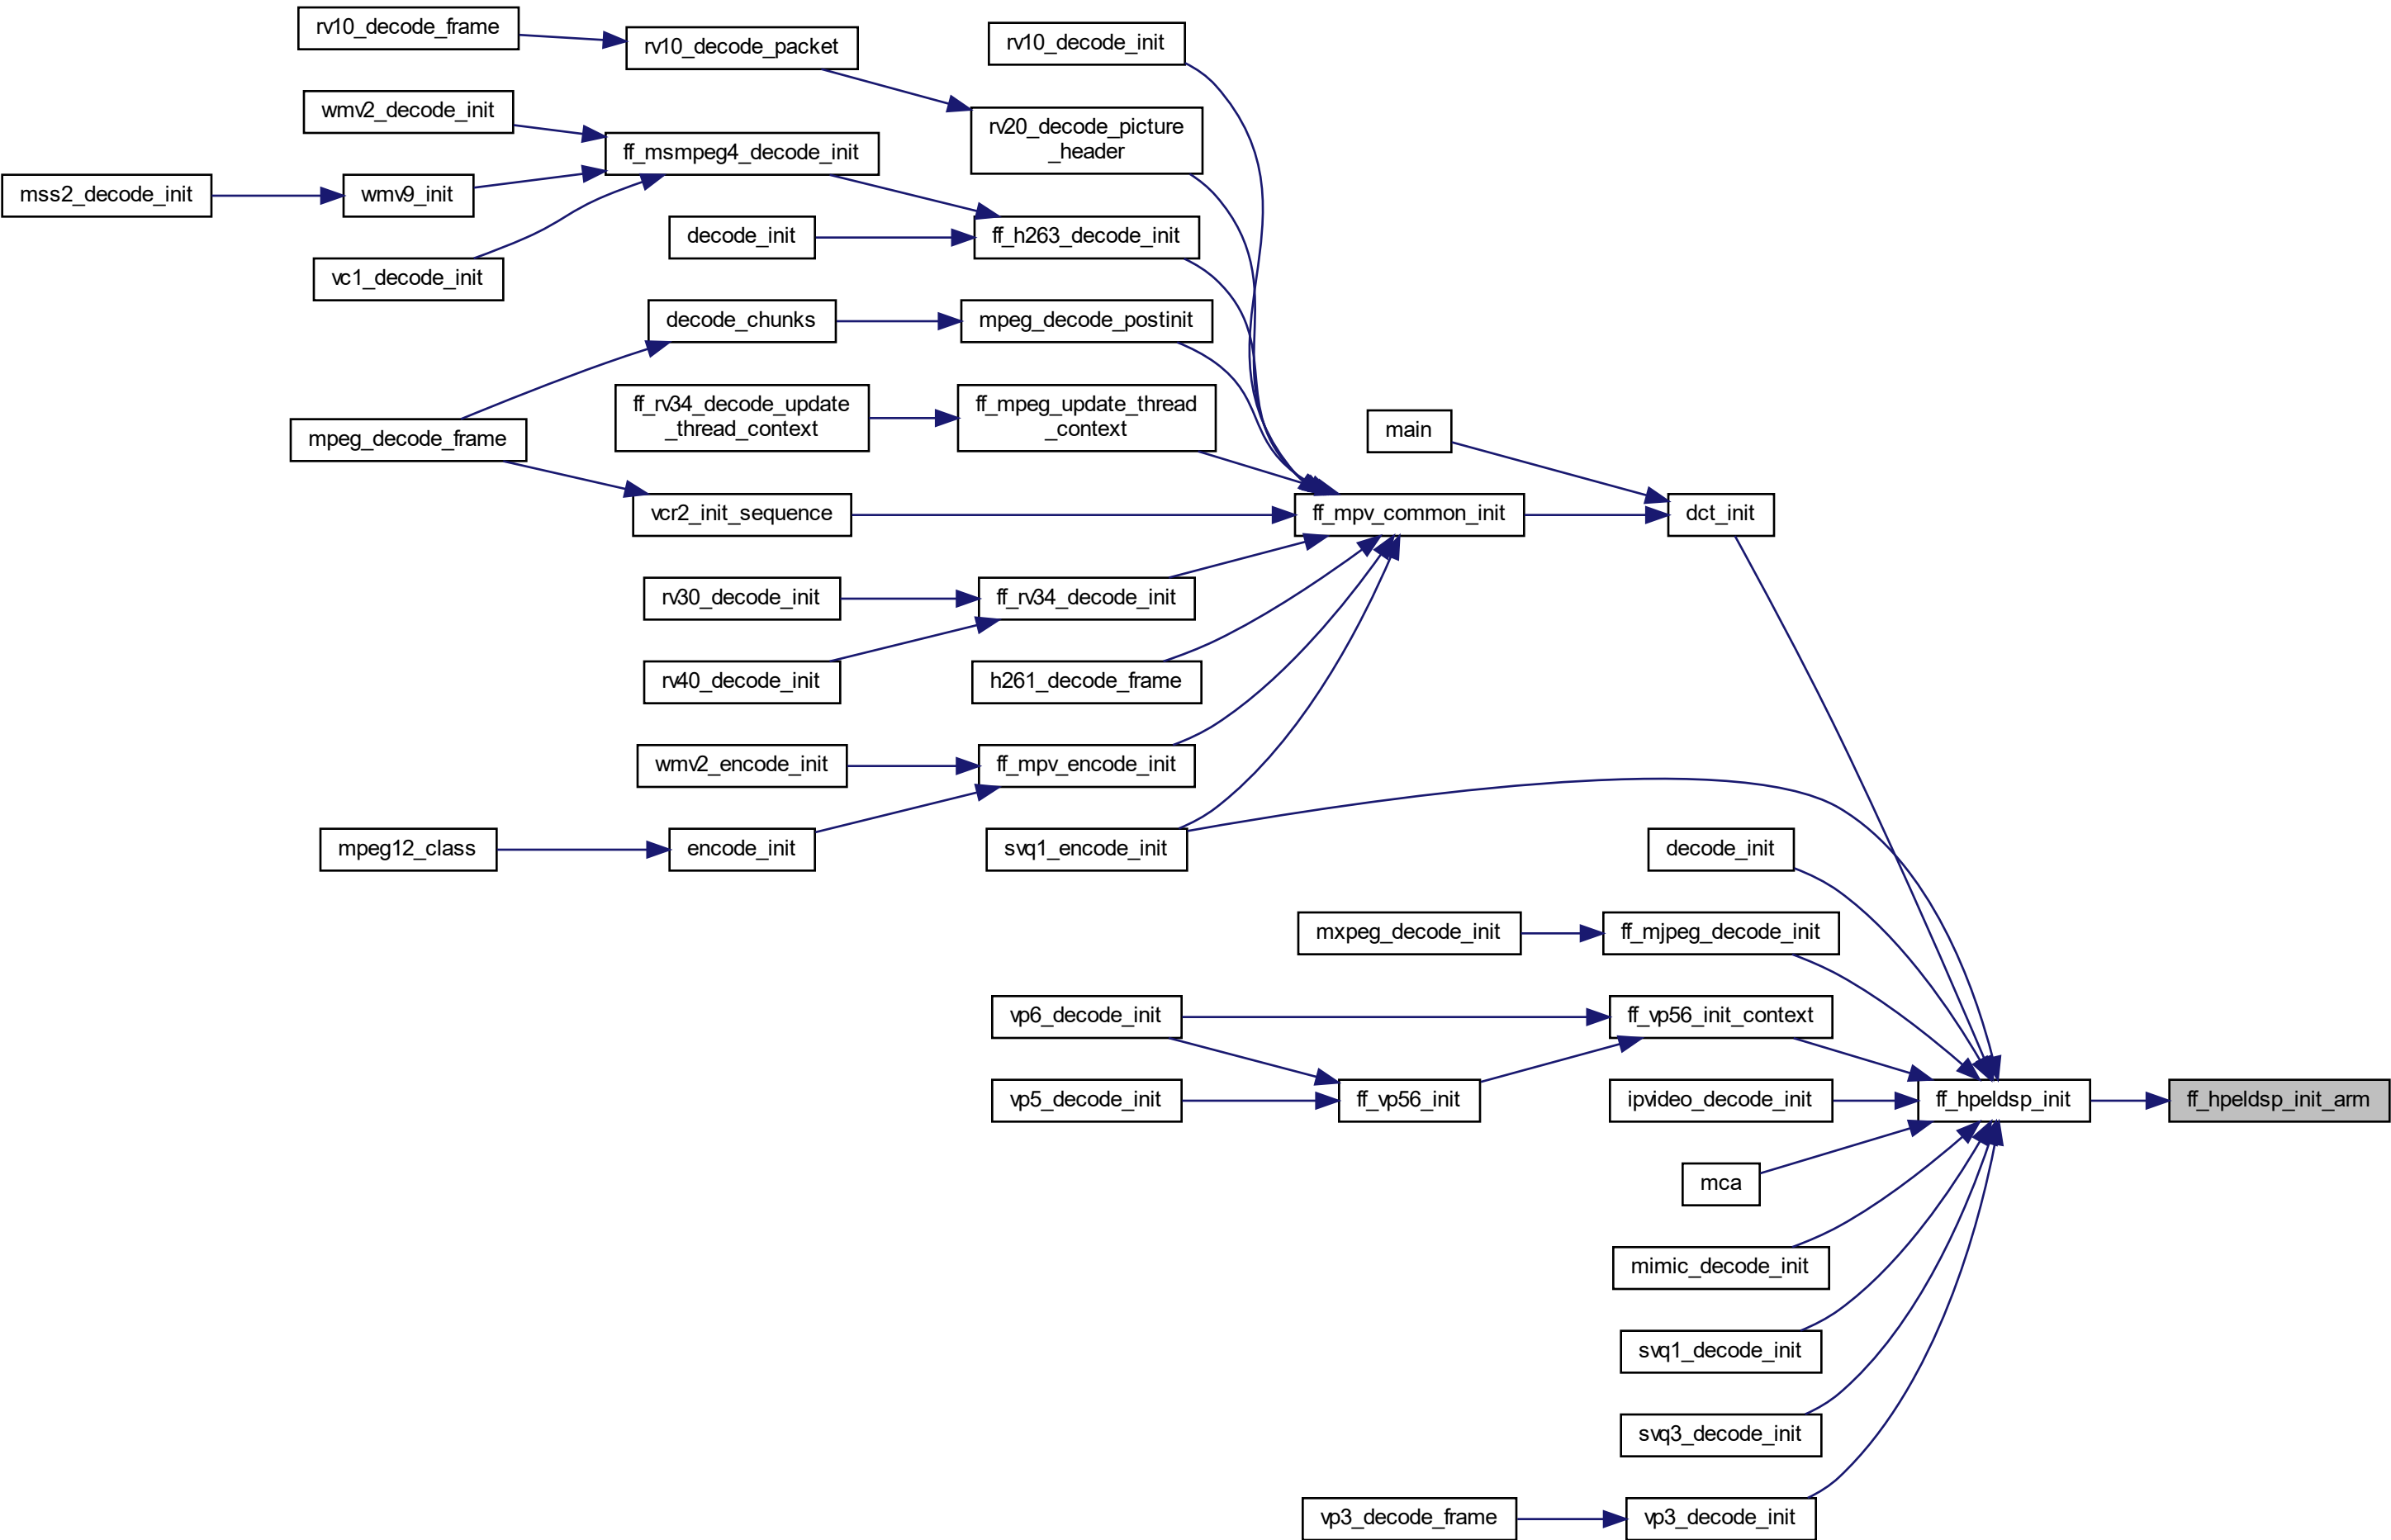 rv10_decode_frame
rv10_decode_packet
rv10_decode_init
wmv2_decode_init
rv20_decode_picture
_header
ff_msmpeg4_decode_init
mss2_decode_init
wmv9_init
decode_init
ff_h263_decode_init
vc1_decode_init
decode_chunks
mpeg_decode_postinit
ff_rv34_decode_update
_thread_context
ff_mpeg_update_thread
_context
main
mpeg_decode_frame
vcr2_init_sequence
ff_mpv_common_init
dct_init
rv30_decode_init
ff_rv34_decode_init
rv40_decode_init
h261_decode_frame
wmv2_encode_init
ff_mpv_encode_init
mpeg12_class
encode_init
svq1_encode_init
decode_init
mxpeg_decode_init
ff_mjpeg_decode_init
vp6_decode_init
ff_vp56_init_context
vp5_decode_init
ff_vp56_init
ipvideo_decode_init
ff_hpeldsp_init
ff_hpeldsp_init_arm
mca
mimic_decode_init
svq1_decode_init
svq3_decode_init
vp3_decode_frame
vp3_decode_init